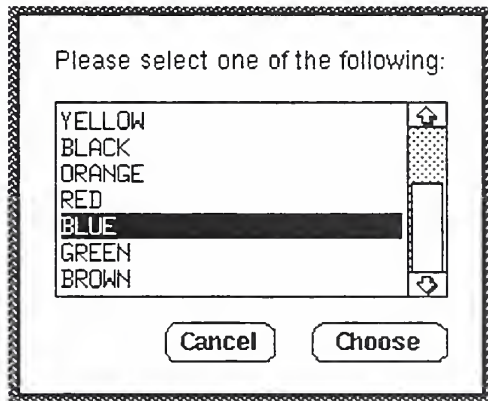 Please select one of the following:
YELLOW
BLACK
ORANGE
RED
BLUE
GREEN
BROWN
Cancel Choose